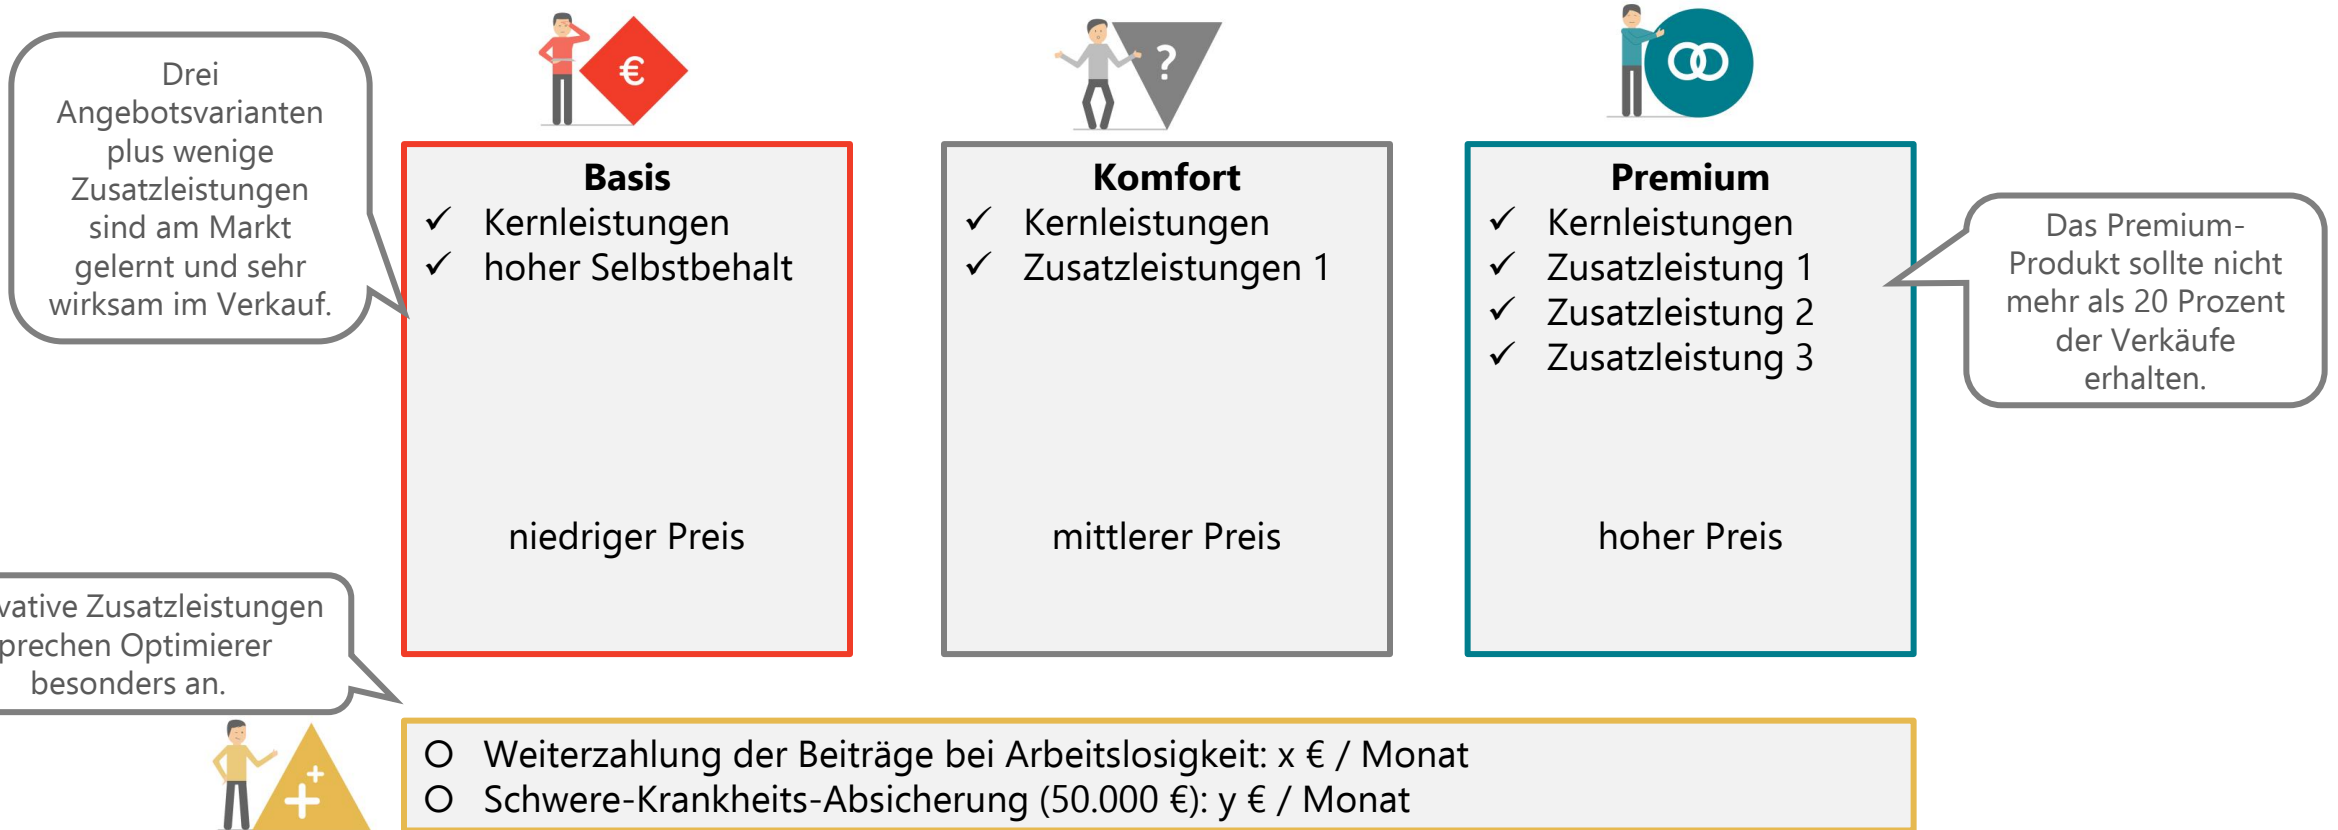 Drei
Angebotsvarianten
plus wenige
Zusatzleistungen
sind am Markt
gelernt und sehr
wirksam im Verkauf.
€
?
Basis
✓ Kernleistungen
✓ hoher Selbstbehalt
niedriger Preis
Komfort
✓ Kernleistungen
✓ Zusatzleistungen 1
mittlerer Preis
Premium
✓ Kernleistungen
✓ Zusatzleistung 1
✓ Zusatzleistung 2
✓ Zusatzleistung 3
hoher Preis
Das Premium-
Produkt sollte nicht
mehr als 20 Prozent
der Verkäufe
erhalten.
vative Zusatzleistungen
prechen Optimierer
besonders an.
O Weiterzahlung der Beiträge bei Arbeitslosigkeit: x € / Monat
O Schwere-Krankheits-Absicherung (50.000 €): y € / Monat